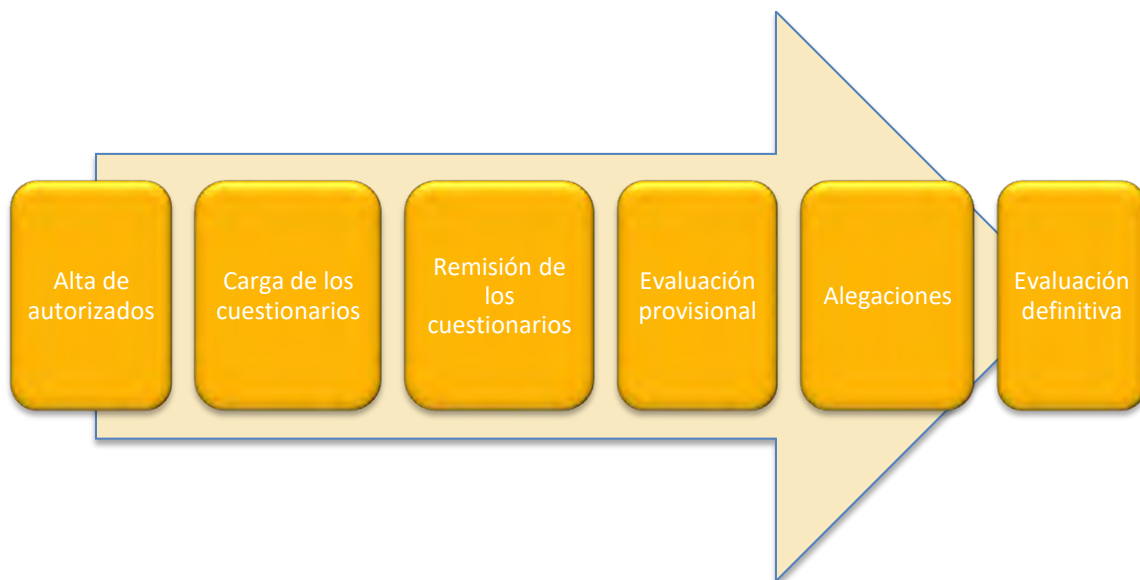 Alta de
autorizados
Carga de los
cuestionarios
Remisión de
los
cuestionarios
Evaluación
provisional
Alegaciones
Evaluación
definitiva